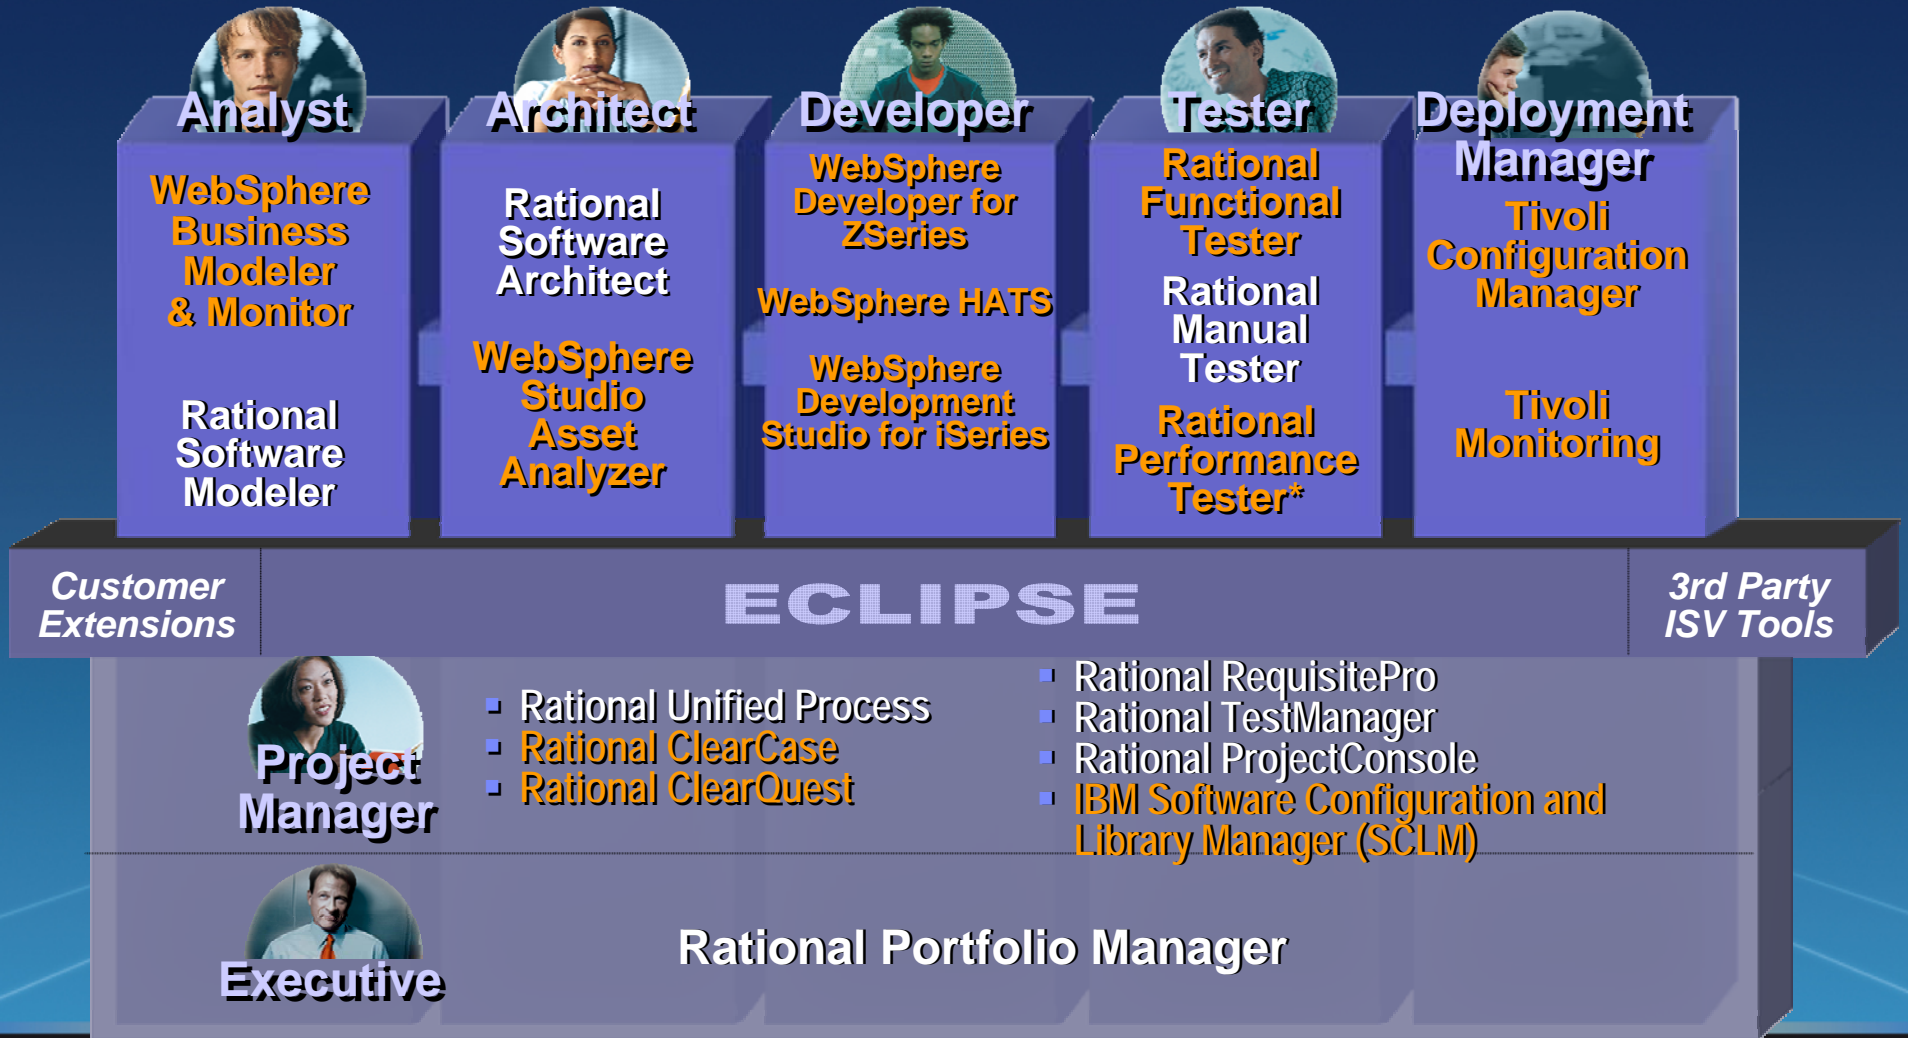 Analyst
WebSphere
Business
Modeler
& Monitor
Rational
Software
Modeler
Architect
Rational
Software
Architect
WebSphere
Studio
Asset
Analyzer
Developer
WebSphere
Developer for
ZSeries
WebSphere HATS
WebSphere
Development
Studio for iSeries
Tester
Rational
Functional
Tester
Rational
Manual
Tester
Rational
Performance
Tester*
Deployment
Manager
Tivoli
Configuration
Manager
Tivoli
Monitoring
Customer
Extensions
ECLIPSE
3rd Party
ISV Tools
Project
Manager
Rational Unified Process
Rational ClearCase
Rational ClearQuest
Rational RequisitePro
Rational TestManager
Rational ProjectConsole
IBM Software Configuration and
Library Manager (SCLM)
Executive
Rational Portfolio Manager